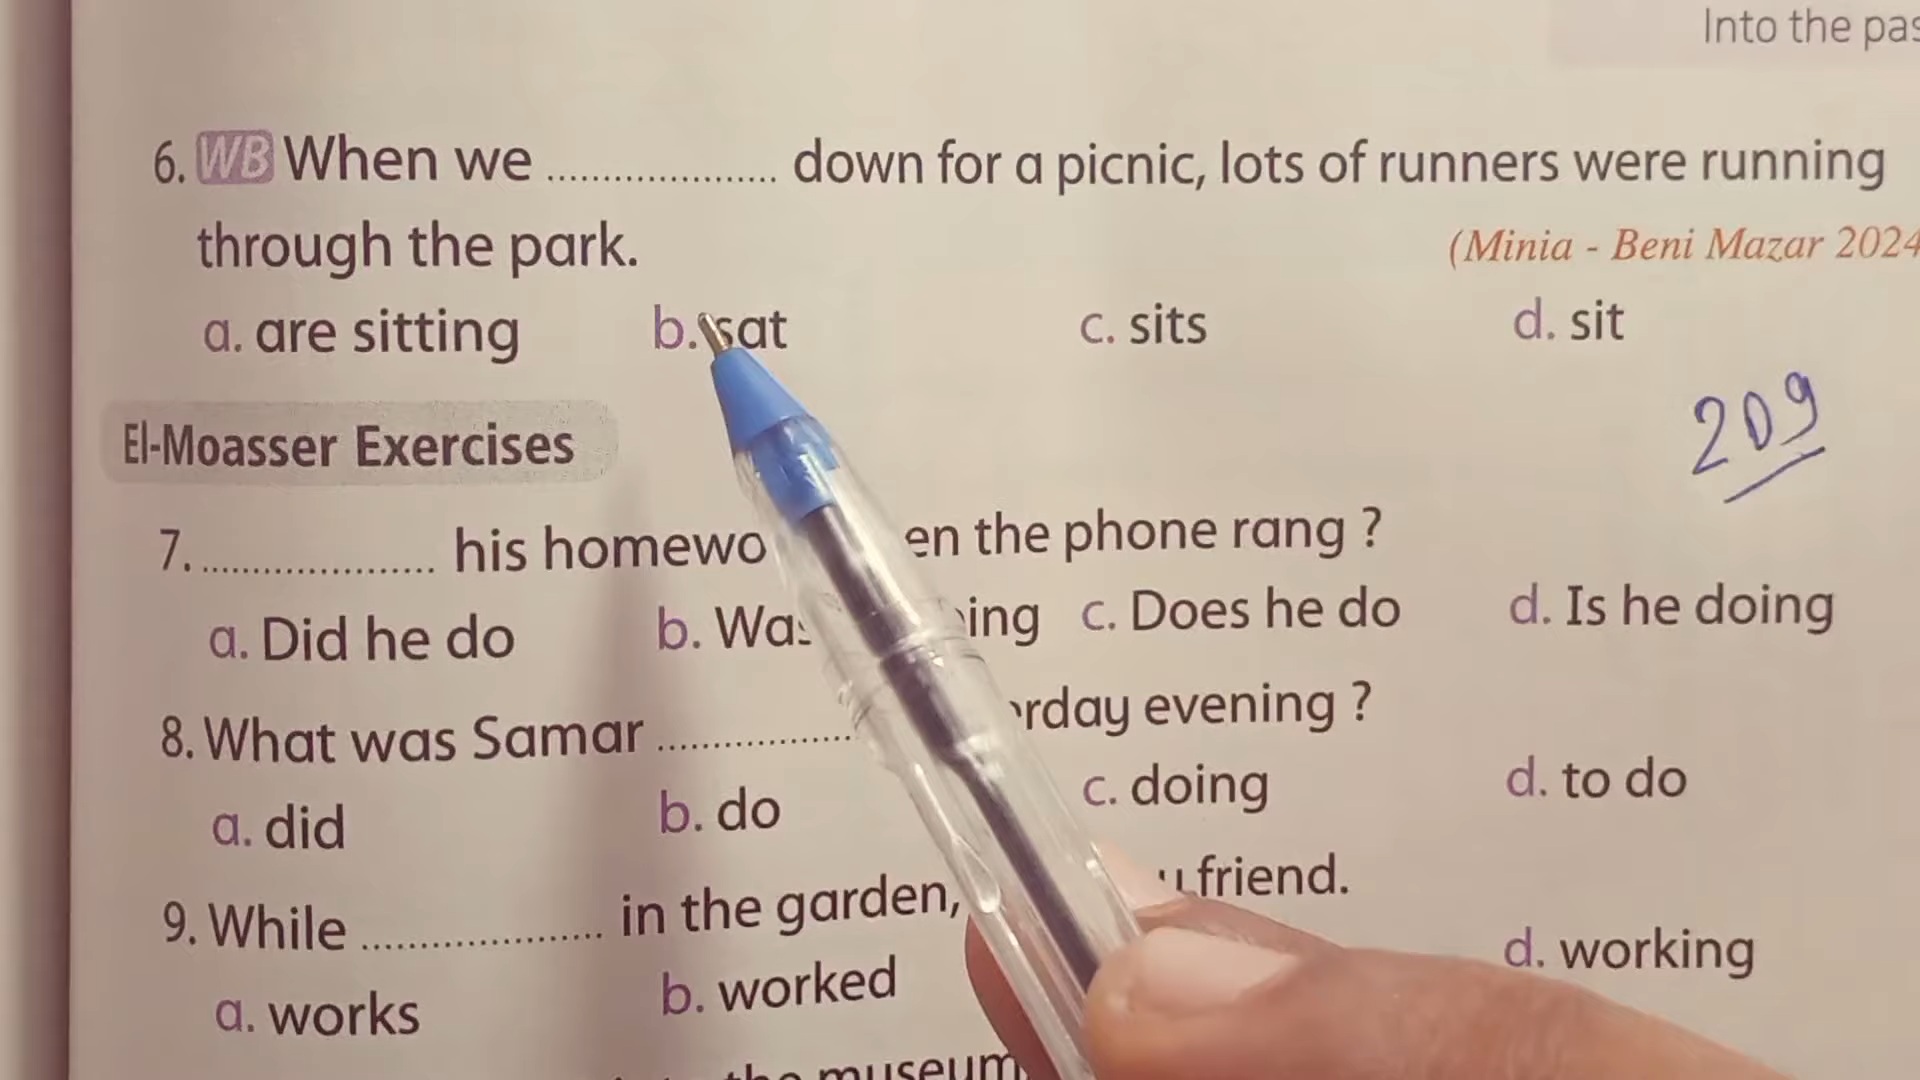 Into the pas
6. WB When we .................... down for a picnic, lots of runners were running
through the park.
(Minia - Beni Mazar 2024
a. are sitting b. sat c. sits d. sit
209
El-Moasser Exercises
7. .................... his homewo en the phone rang ?
a. Did he do b. Was ing c. Does he do d. Is he doing
8. What was Samar .................. rday evening ?
a. did b. do c. doing d. to do
9. While .................... in the garden, friend.
a. works b. worked d. working
the museum